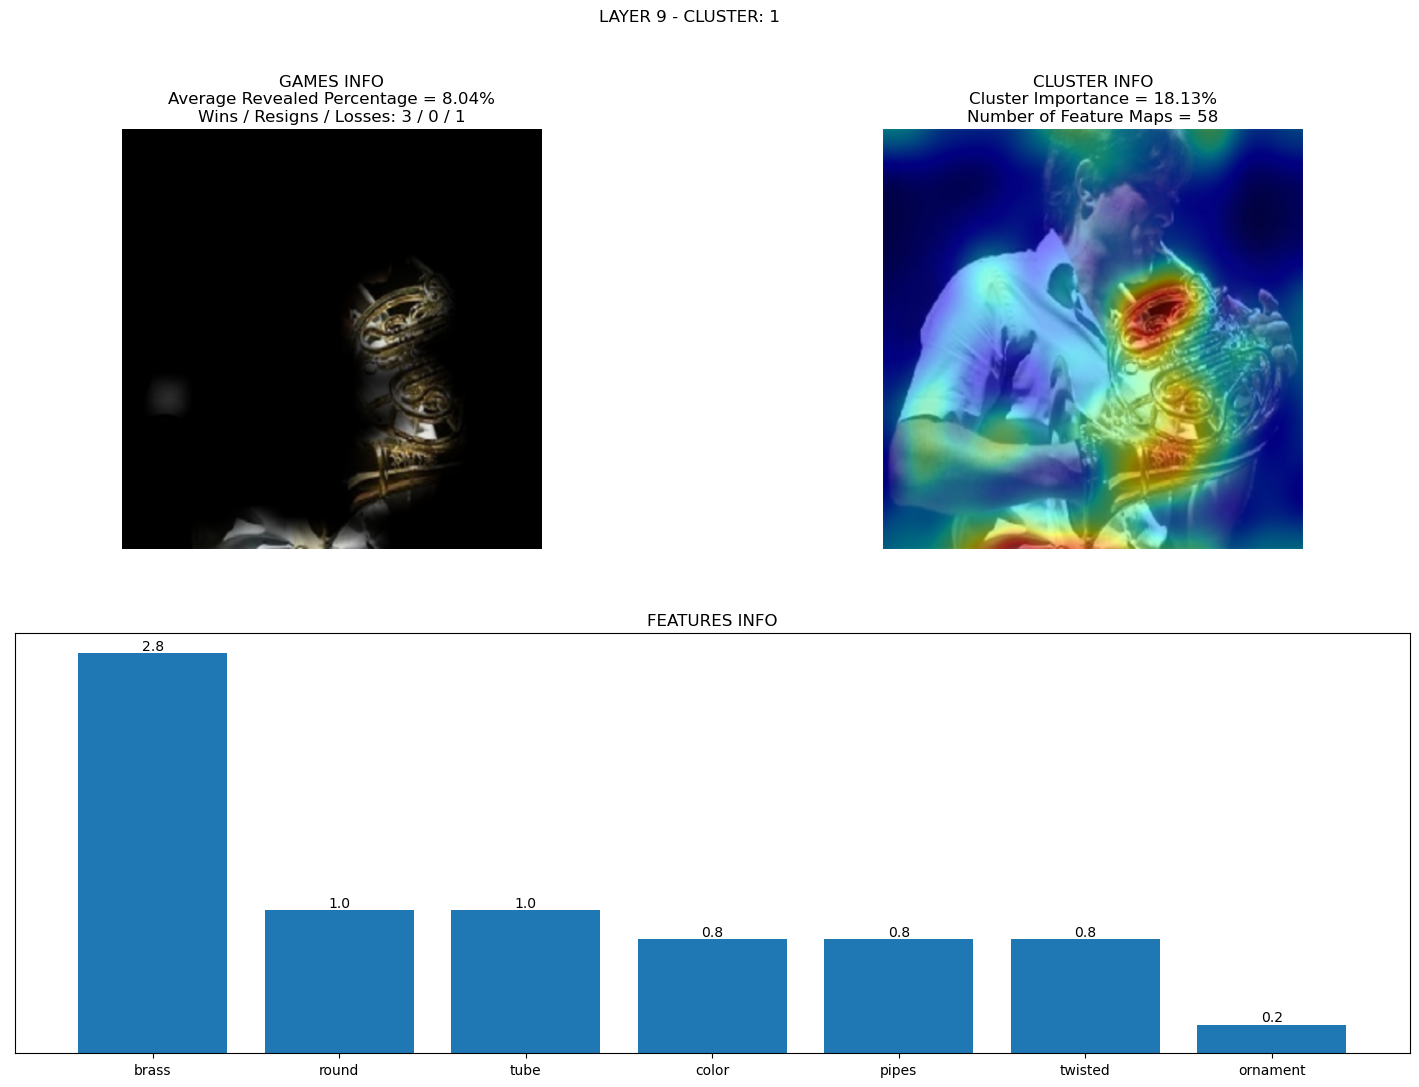 LAYER 9 - CLUSTER: 1
GAMES INFO
Average Revealed Percentage = 8.04%
Wins / Resigns / Losses: 3 / 0 / 1
CLUSTER INFO
Cluster Importance = 18.13%
Number of Feature Maps = 58
FEATURES INFO
2.8
1.0
1.0
0.8
0.8
0.8
0.2
brass
round
tube
color
pipes
twisted
ornament